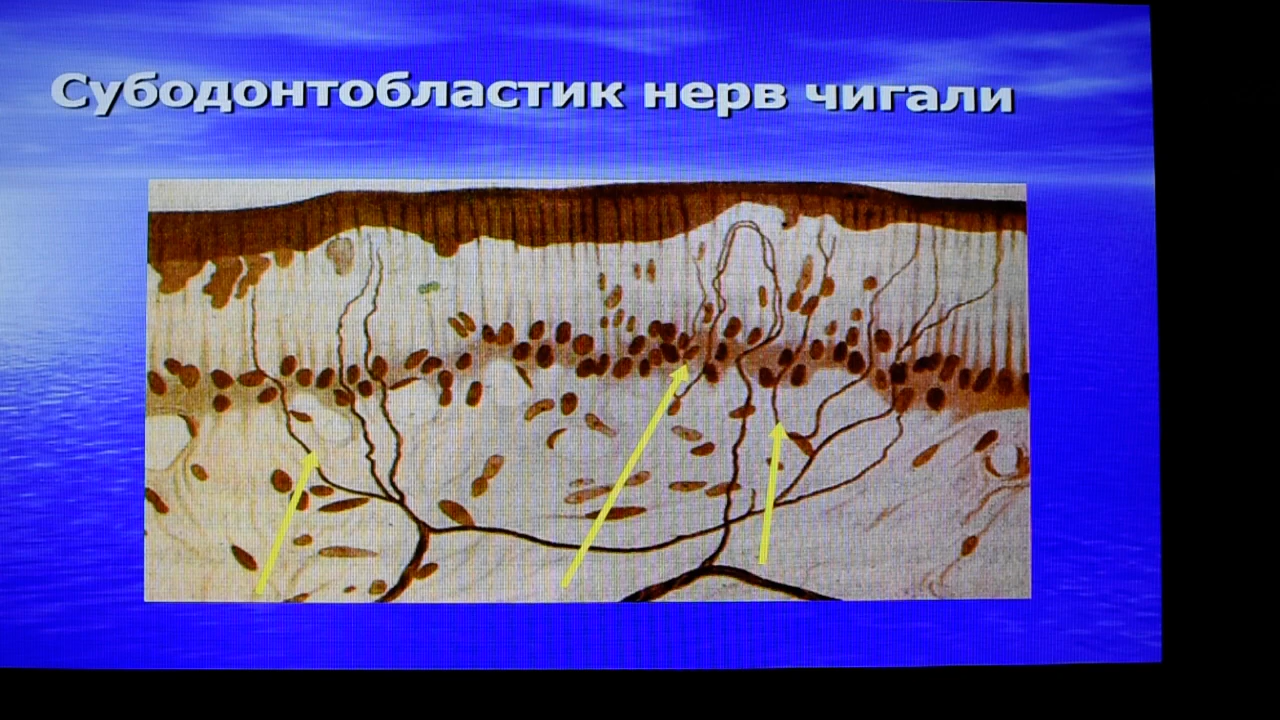 Субодонтобластик нерв чигали